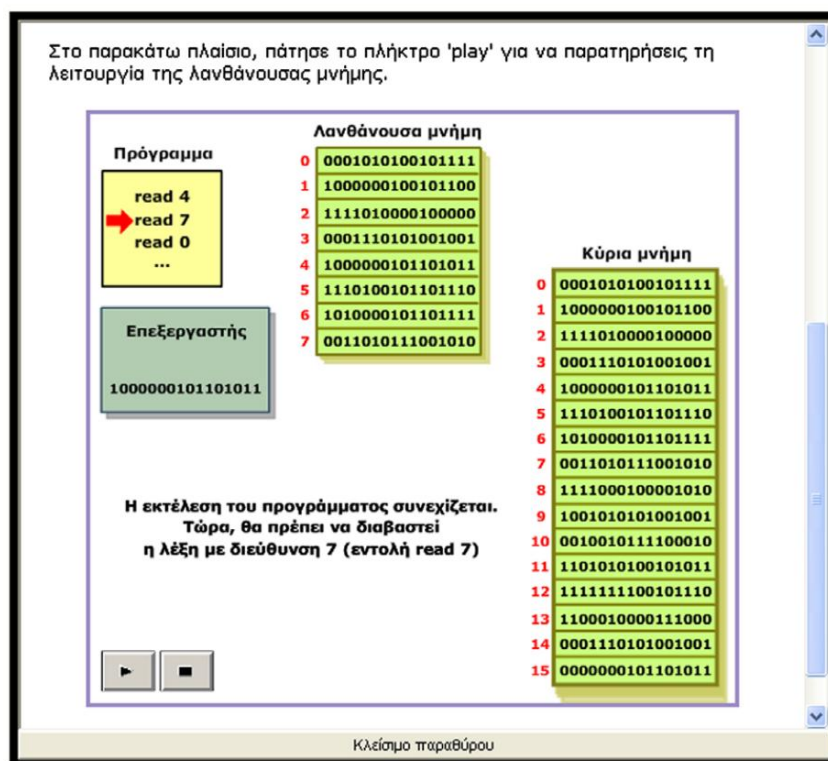 Στο παρακάτω πλαίσιο, πάτησε το πλήκτρο 'play' για να παρατηρήσεις τη
λειτουργία της λανθάνουσας μνήμης.
Πρόγραμμα
read 4
read 7
read 0
...
Επεξεργαστής
1000000101101011
Λανθάνουσα μνήμη
0 0001010100101111
1 1000000100101100
2 1111010000100000
3 0001110101001001
4 1000000101101011
5 1110100101101110
6 1010000101101111
7 0011010111001010
Κύρια μνήμη
0 0001010100101111
1 1000000100101100
2 1111010000100000
3 0001110101001001
4 1000000101101011
5 1110100101101110
6 1010000101101111
7 0011010111001010
8 1111000100001010
9 1001010101001001
10 0010010111100010
11 1101010100101011
12 1111111100101110
13 1100010000111000
14 0001110101001001
15 0000000101101011
Η εκτέλεση του προγράμματος συνεχίζεται.
Τώρα, θα πρέπει να διαβαστεί
η λέξη με διεύθυνση 7 (εντολή read 7)
Κλείσιμο παραθύρου